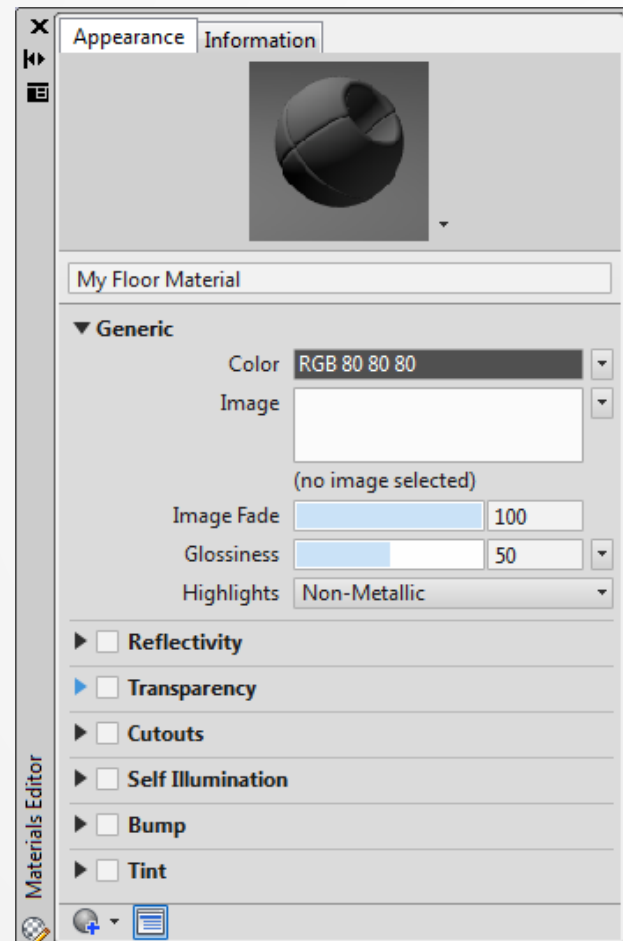 Appearance
Information
My Floor Material
Generic
Color RGB 80 80 80
Image
(no image selected)
Image Fade 100
Glossiness 50
Highlights Non-Metallic
Reflectivity
Transparency
Cutouts
Self Illumination
Bump
Tint
Materials Editor